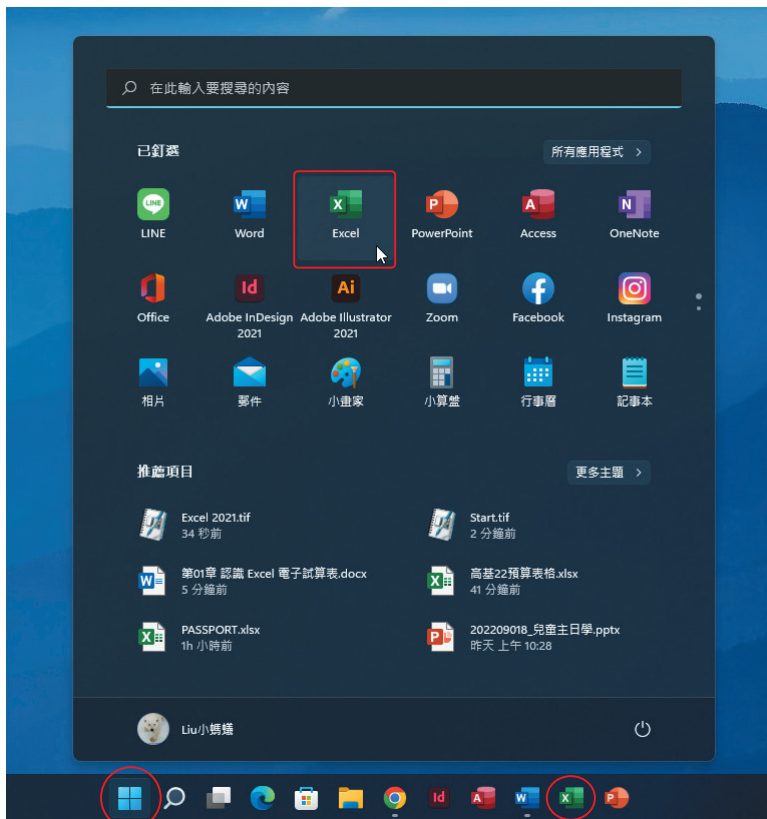 在此輸入要搜尋的內容
已釘選
所有應用程式
LINE
Word
Excel
PowerPoint
Access
OneNote
Office
Adobe InDesign 2021
Adobe Illustrator 2021
Zoom
Facebook
Instagram
相片
郵件
小畫家
小算盤
行事曆
記事本
推薦項目
更多主題
Excel 2021.tif
34 秒前
Start.tif
2 分鐘前
第01章 認識 Excel 電子試算表.docx
5 分鐘前
高基22預算表格.xlsx
41 分鐘前
PASSPORT.xlsx
1h 小時前
202209018_兒童主日學.pptx
昨天 上午 10:28
Liu小螞蟻